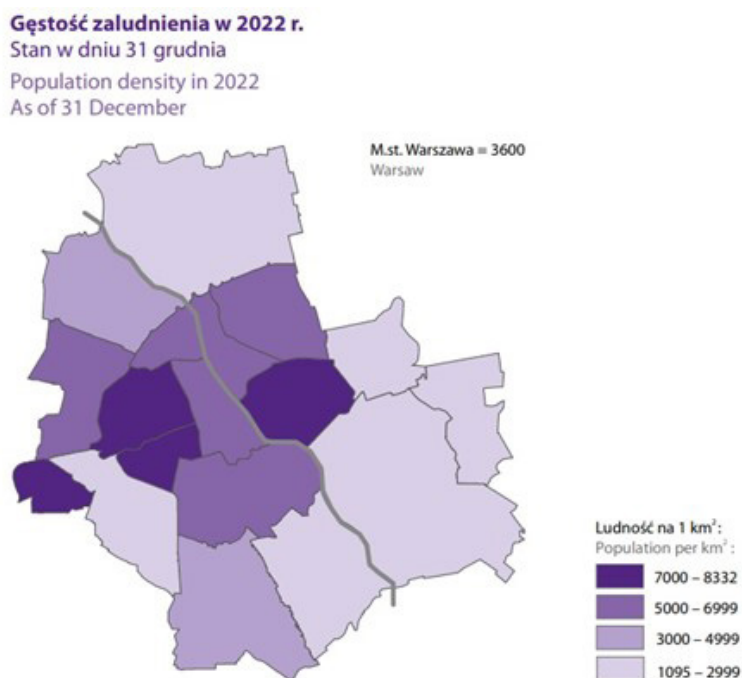 Gęstość zaludnienia w 2022 r.
Stan w dniu 31 grudnia
Population density in 2022
As of 31 December
M.st. Warszawa = 3600
Warsaw
Ludność na 1 km²:
Population per km²:
7000 – 8332
5000 – 6999
3000 – 4999
1095 – 2999